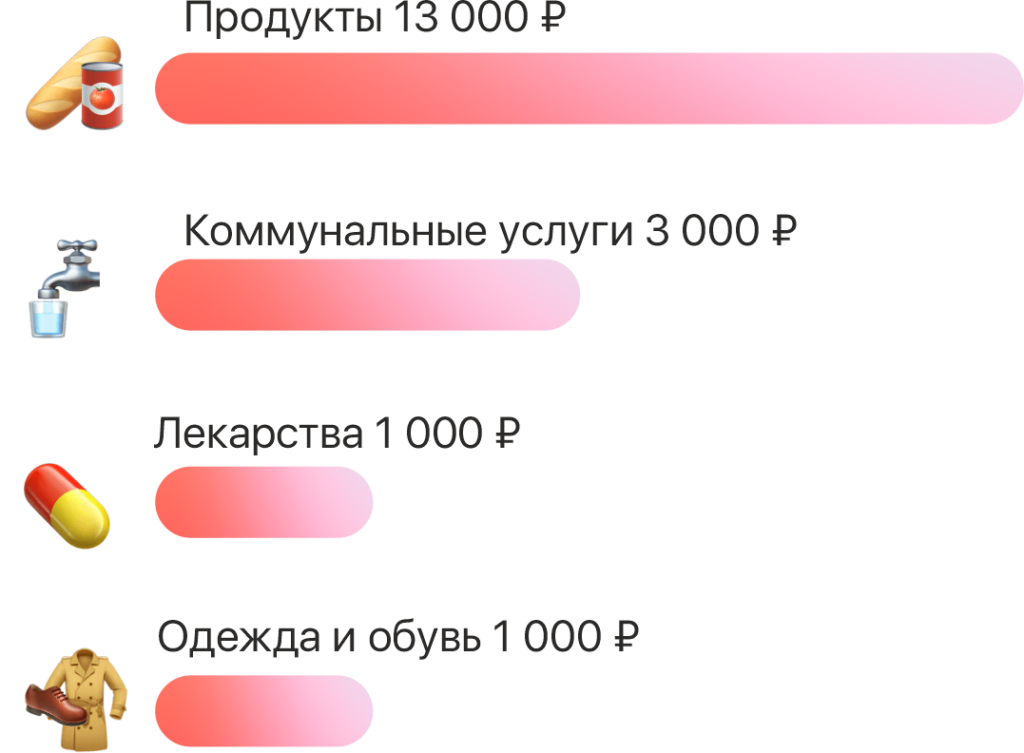 Продукты 13 000 ₽
Коммунальные услуги 3 000 ₽
Лекарства 1 000 ₽
Одежда и обувь 1 000 ₽